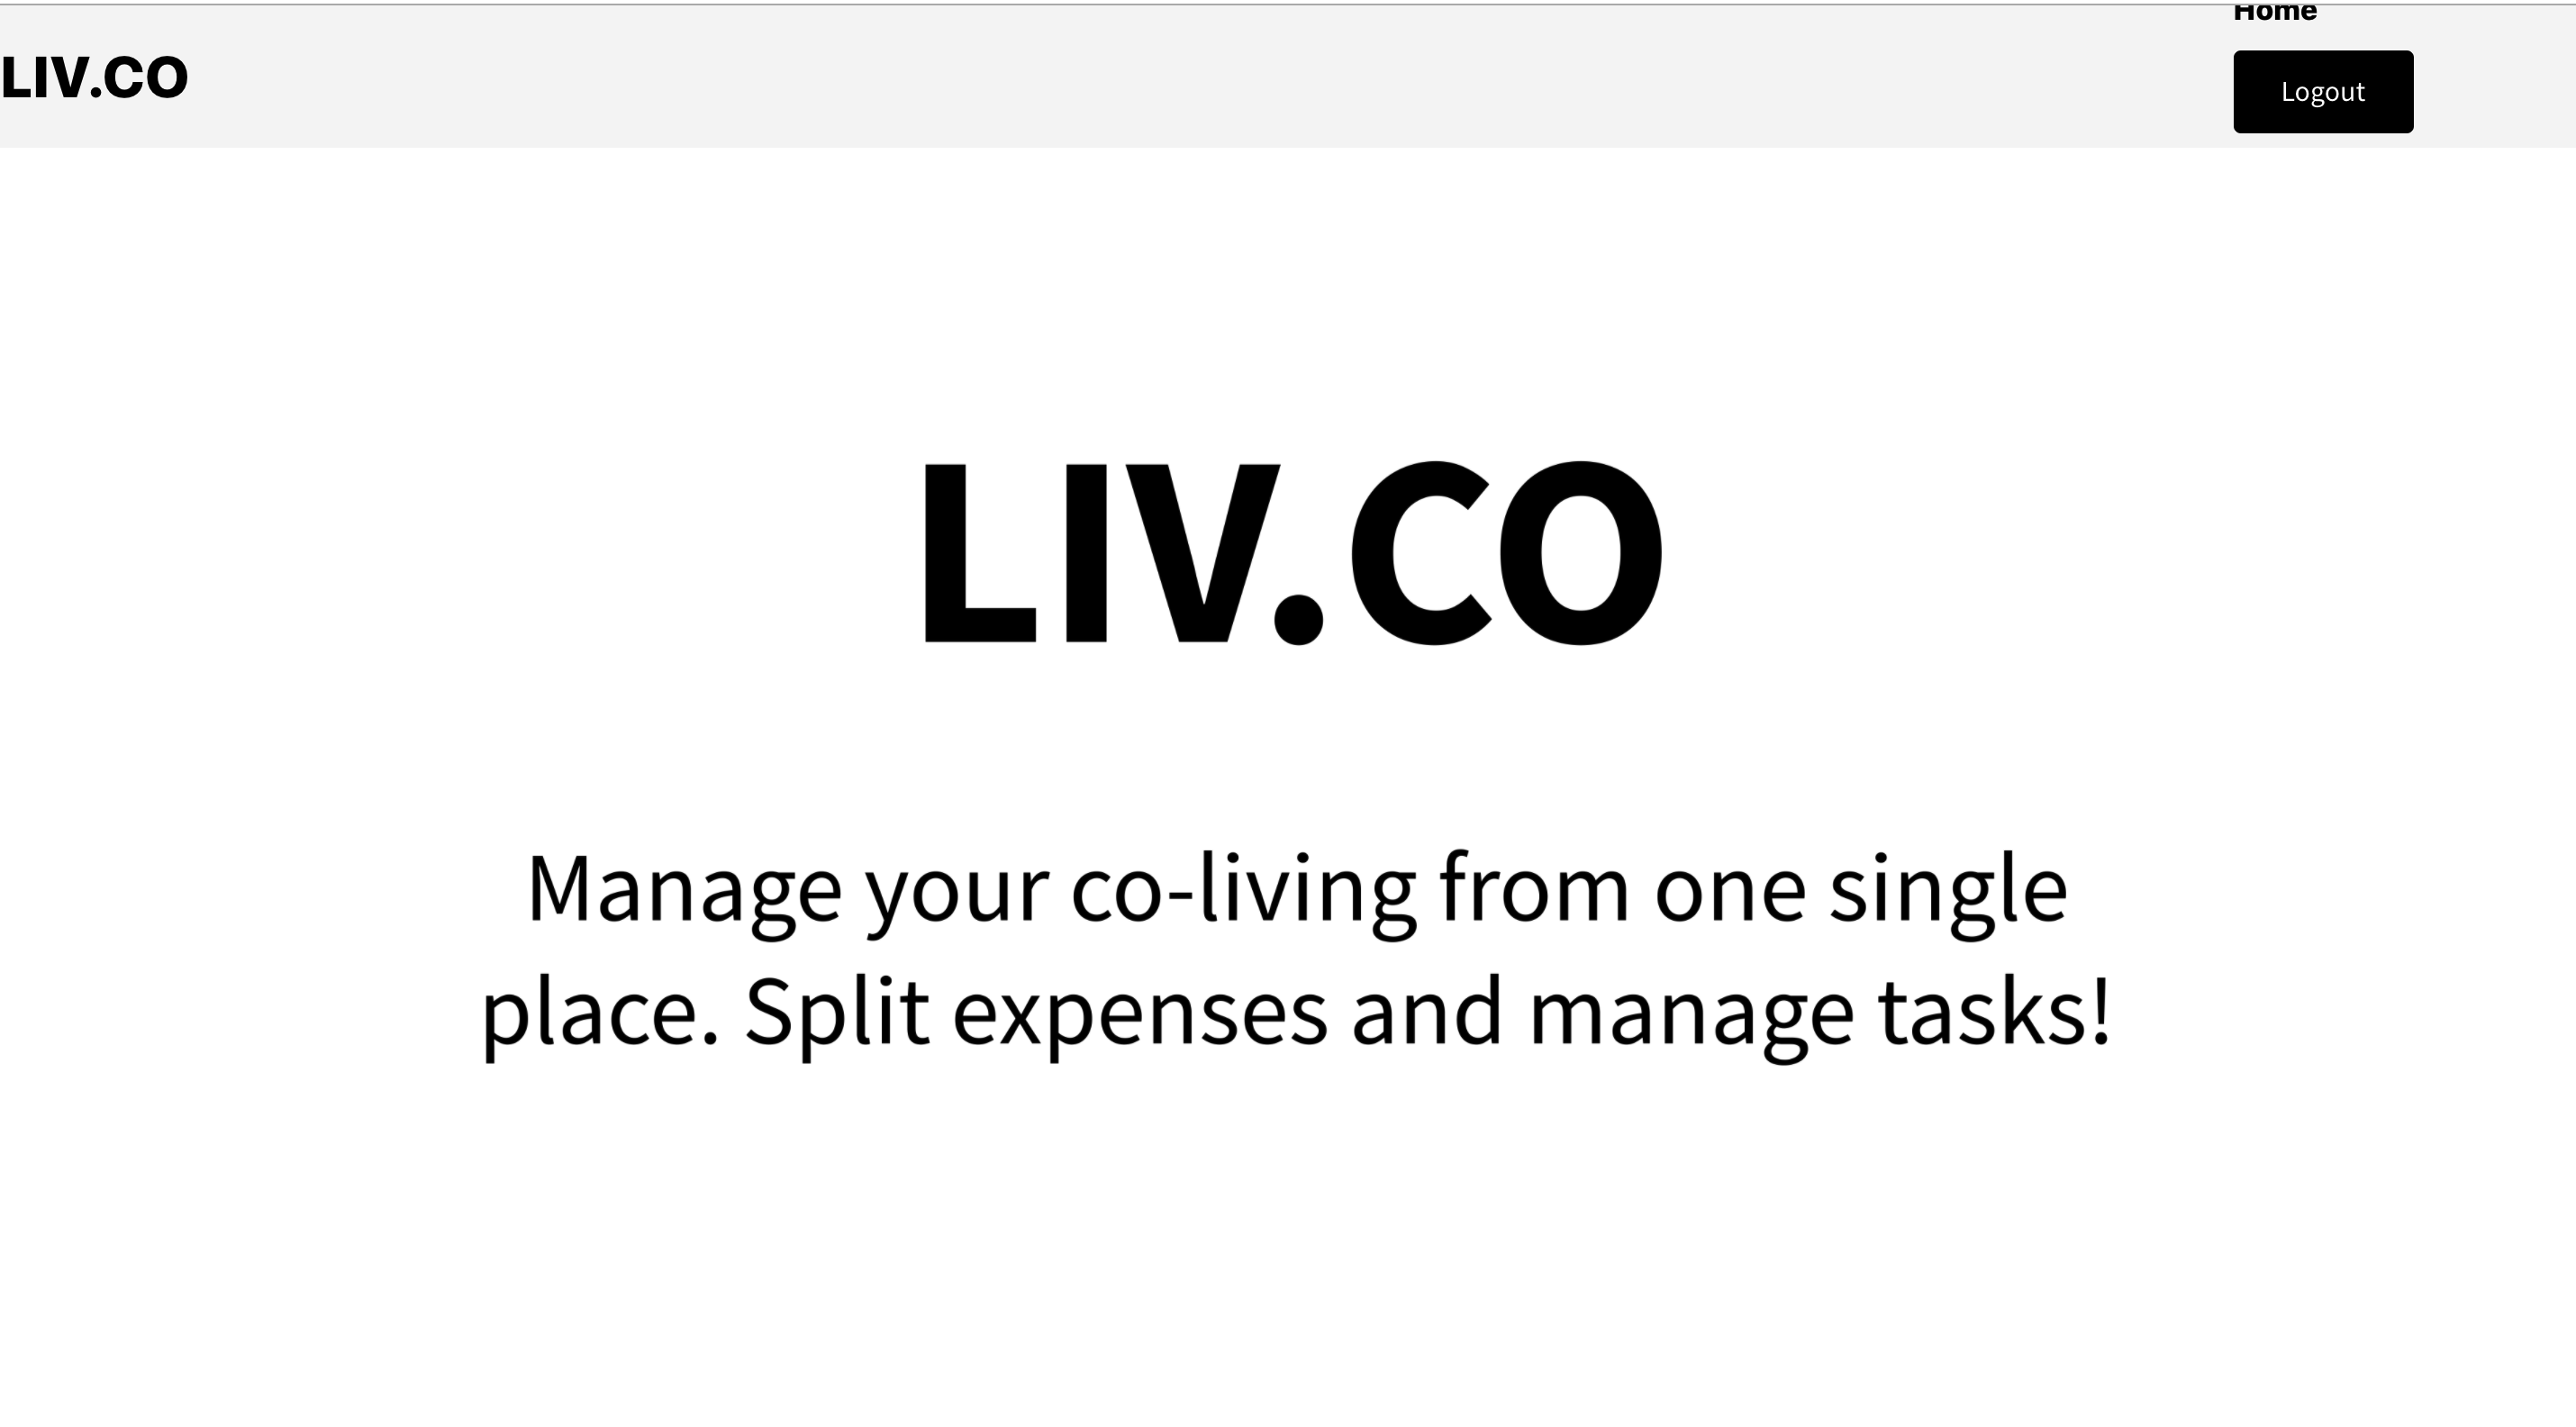 Home
LIV.CO
Logout
LIV.CO
Manage your co-living from one single
place. Split expenses and manage tasks!